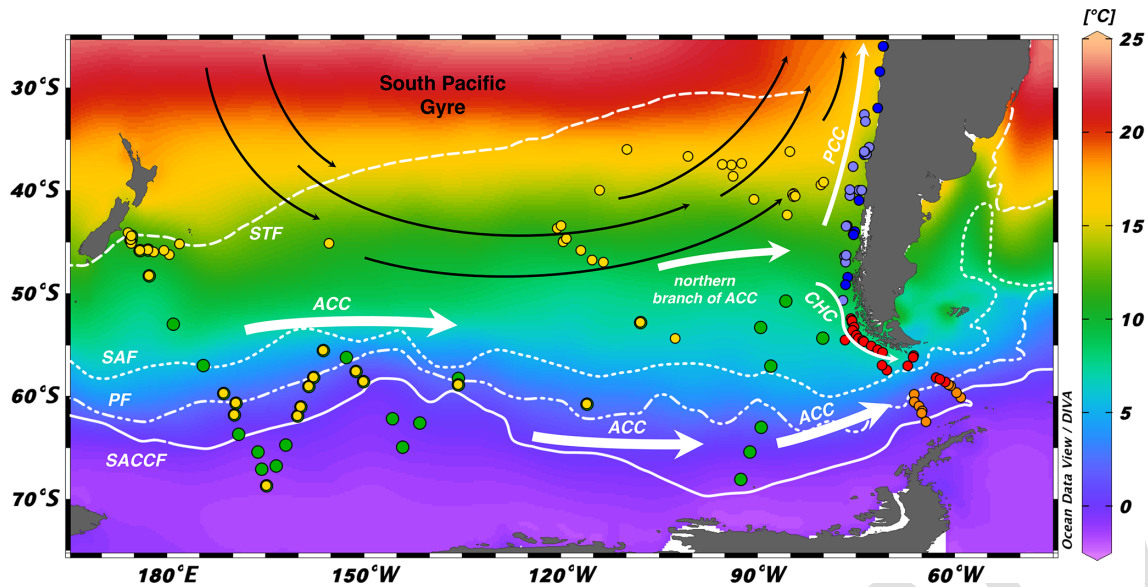 [°C]
30°S
40°S
50°S
60°S
70°S
South Pacific
Gyre
PCC
STF
northern
branch of ACC
CHC
ACC
SAF
PF
ACC
ACC
SACCF
180°E
150°W
120°W
90°W
60°W
25
20
15
10
5
0
Ocean Data View / DIVA